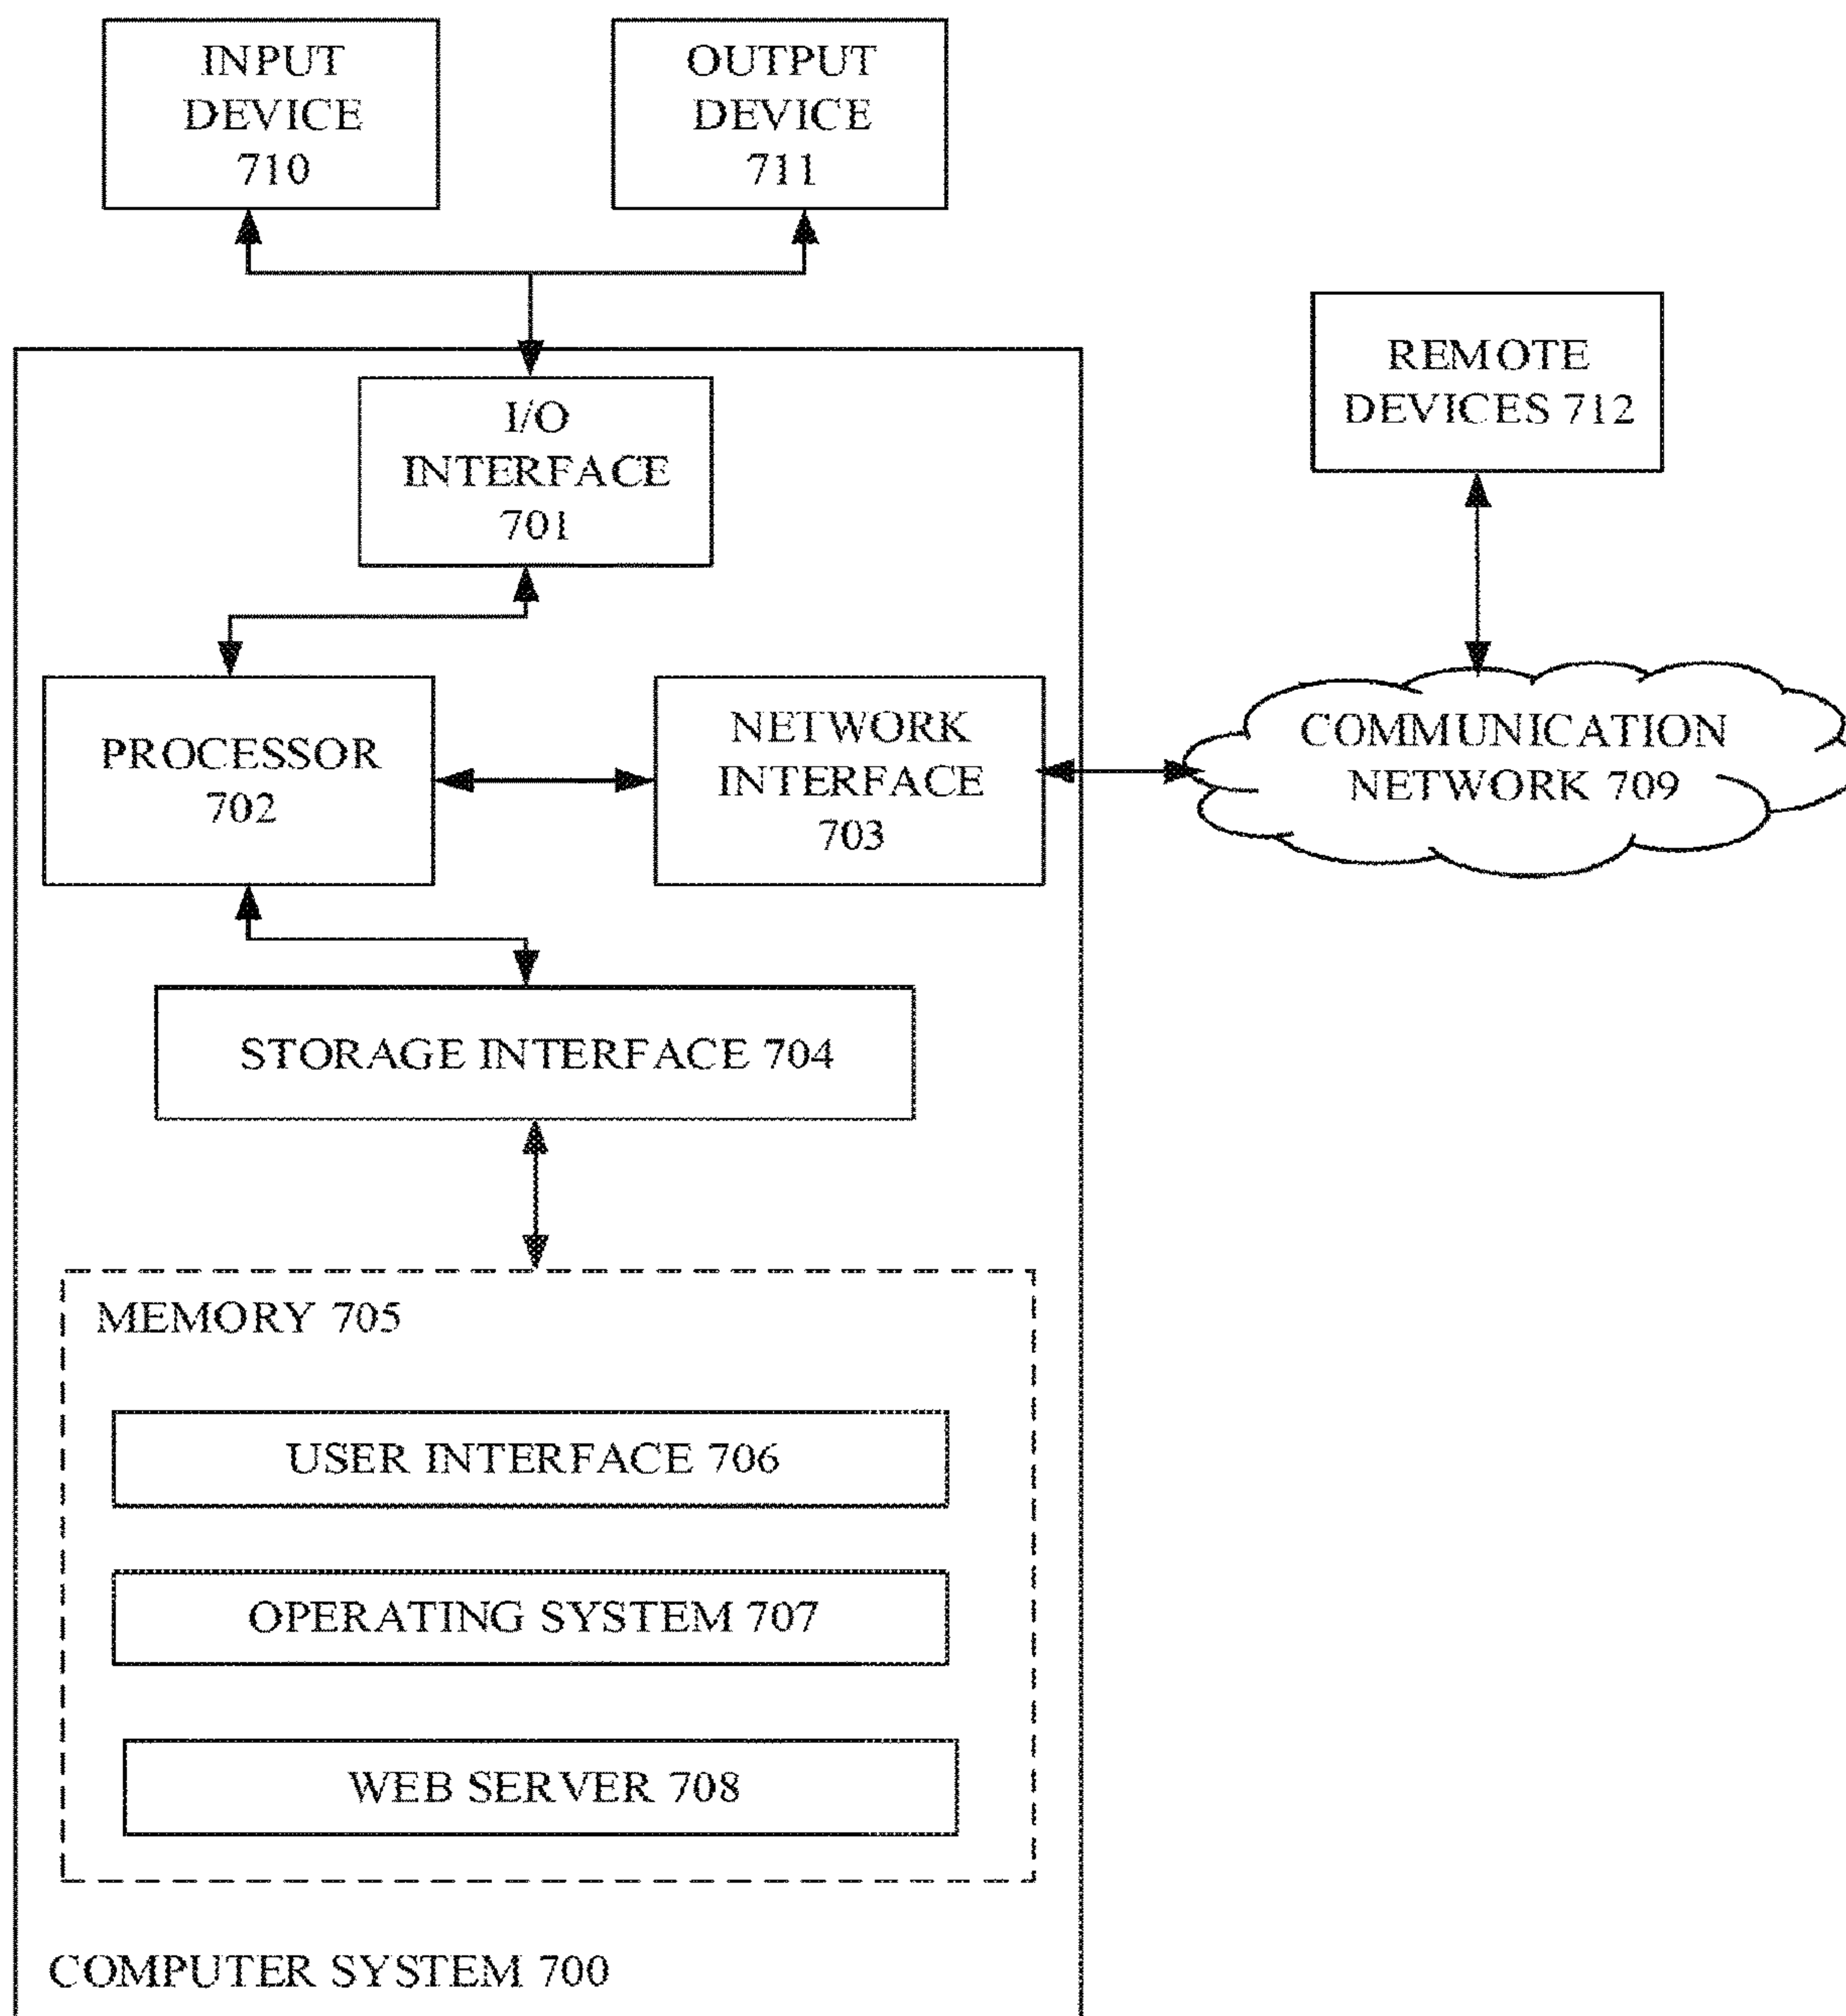 INPUT
DEVICE
710
OUTPUT
DEVICE
711
REMOTE
DEVICES 712
I/O
INTERFACE
701
PROCESSOR
702
NETWORK
INTERFACE
703
COMMUNICATION
NETWORK 709
STORAGE INTERFACE 704
MEMORY 705
USER INTERFACE 706
OPERATING SYSTEM 707
WEB SERVER 708
COMPUTER SYSTEM 700